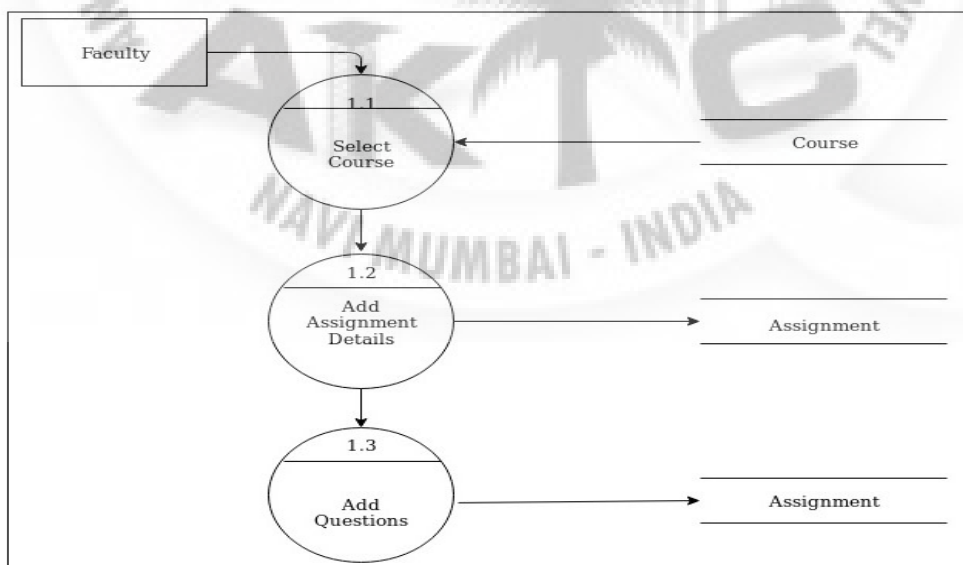 Faculty
1.1
Select
Course
Course
1.2
Add
Assignment
Details
Assignment
1.3
Add
Questions
Assignment
AKTC
NAVI MUMBAI - INDIA